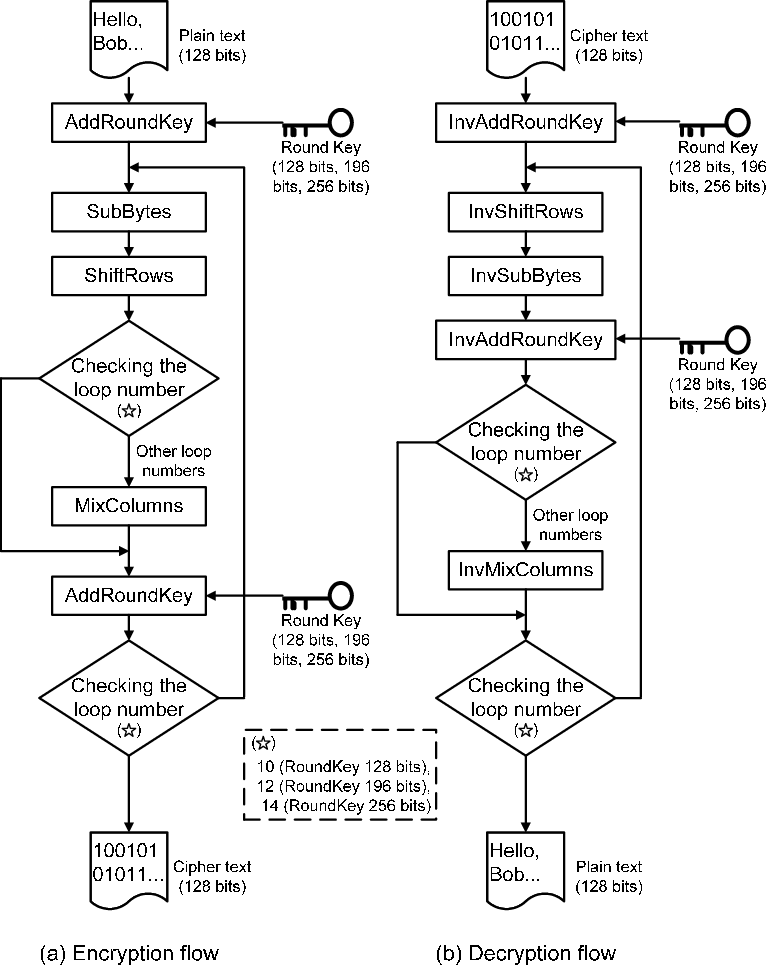 Hello,
Bob...
Plain text
(128 bits)
AddRoundKey
Round Key
(128 bits, 196
bits, 256 bits)
SubBytes
ShiftRows
Checking the
loop number
(☆)
Other loop
numbers
MixColumns
AddRoundKey
Round Key
(128 bits, 196
bits, 256 bits)
Checking the
loop number
(☆)
100101
01011...
Cipher text
(128 bits)
(a) Encryption flow
(☆)
10 (RoundKey 128 bits),
12 (RoundKey 196 bits),
14 (RoundKey 256 bits)
100101
01011...
Cipher text
(128 bits)
InvAddRoundKey
Round Key
(128 bits, 196
bits, 256 bits)
InvShiftRows
InvSubBytes
InvAddRoundKey
Round Key
(128 bits, 196
bits, 256 bits)
Checking the
loop number
(☆)
Other loop
numbers
InvMixColumns
Checking the
loop number
(☆)
Hello,
Bob...
Plain text
(128 bits)
(b) Decryption flow